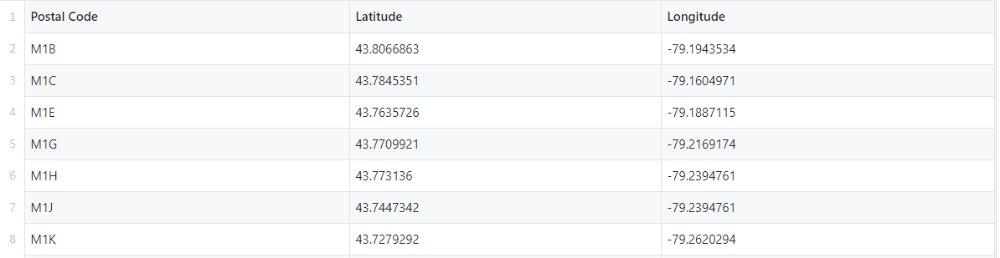 1 Postal Code Latitude Longitude
2 M1B 43.8066863 -79.1943534
3 M1C 43.7845351 -79.1604971
4 M1E 43.7635726 -79.1887115
5 M1G 43.7709921 -79.2169174
6 M1H 43.773136 -79.2394761
7 M1J 43.7447342 -79.2394761
8 M1K 43.7279292 -79.2620294